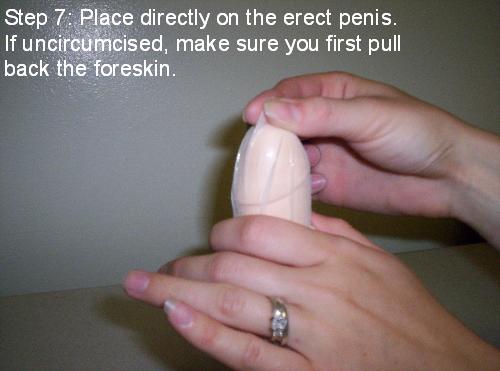 Step 7: Place directly on the erect penis.
If uncircumcised, make sure you first pull
back the foreskin.